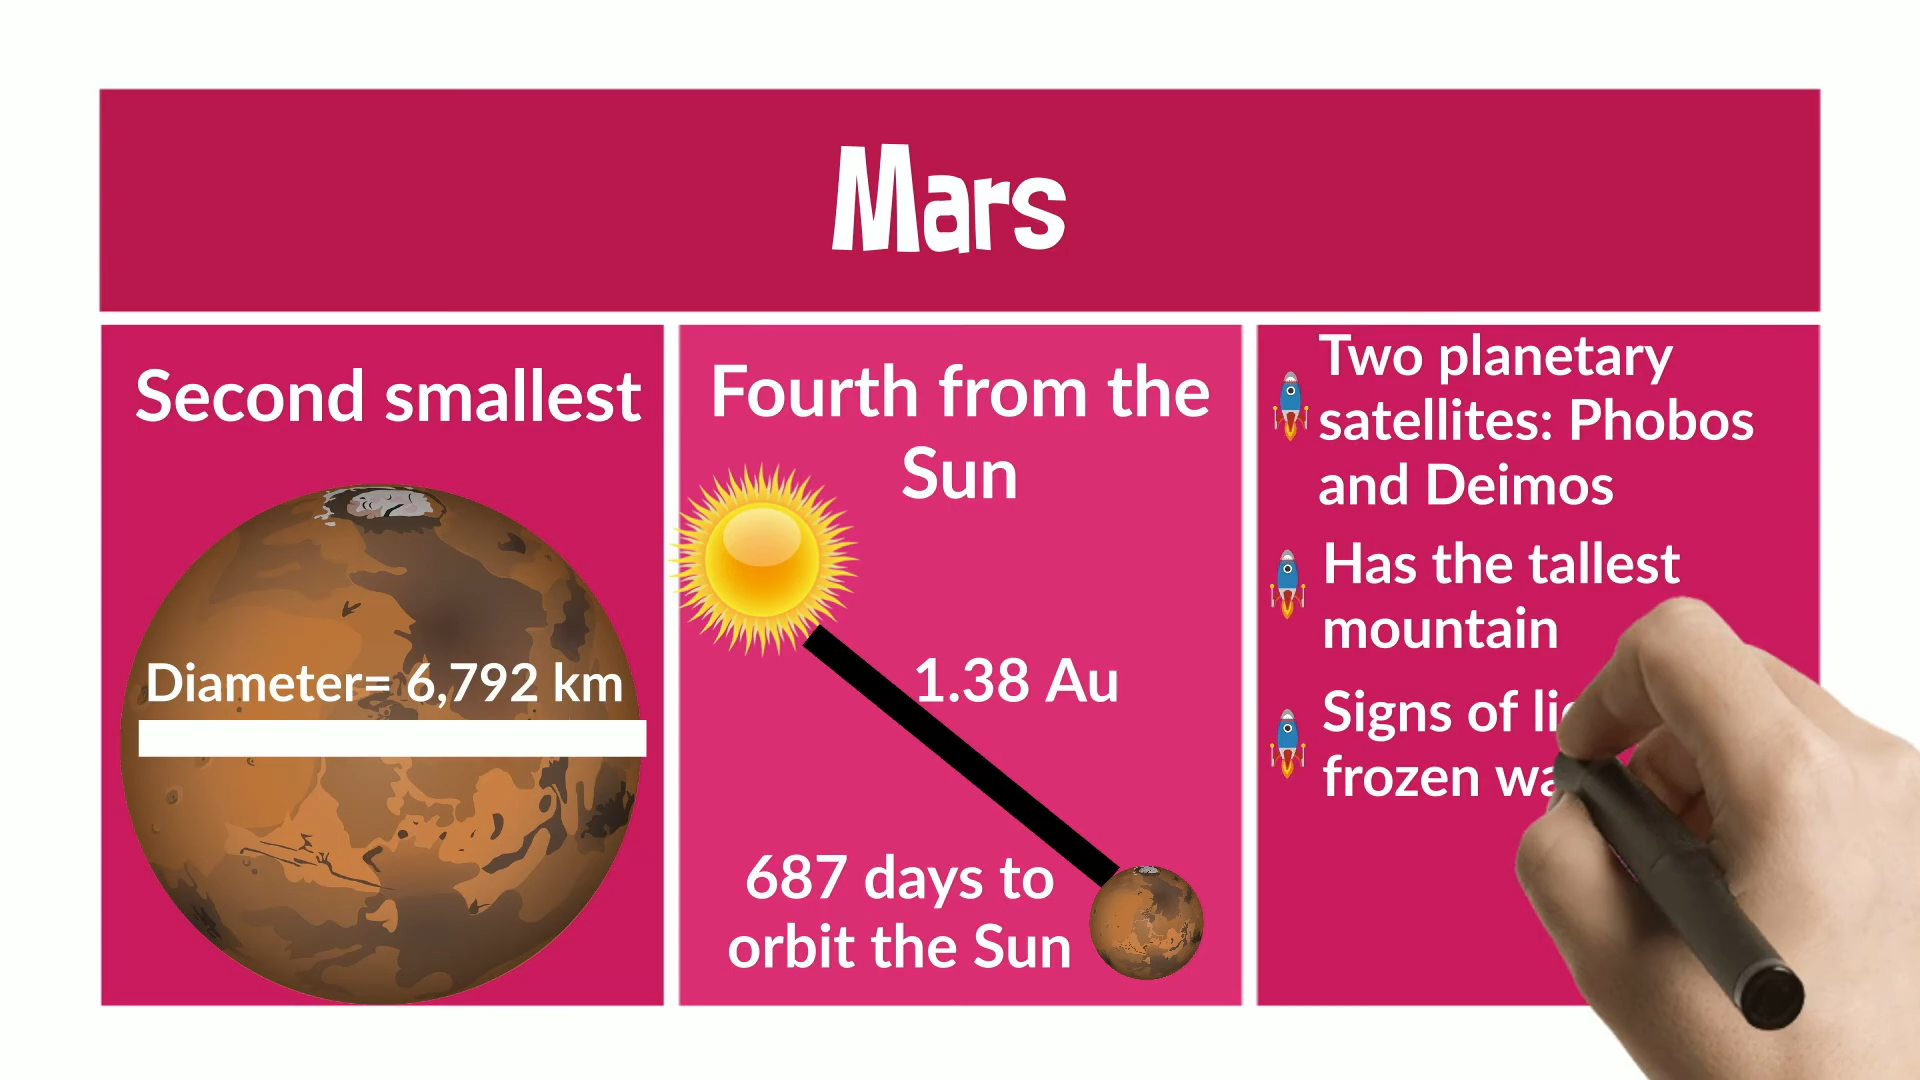 Mars
Second smallest
Diameter= 6,792 km
Fourth from the
Sun
1.38 Au
687 days to
orbit the Sun
Two planetary
satellites: Phobos
and Deimos
Has the tallest
mountain
Signs of
frozen